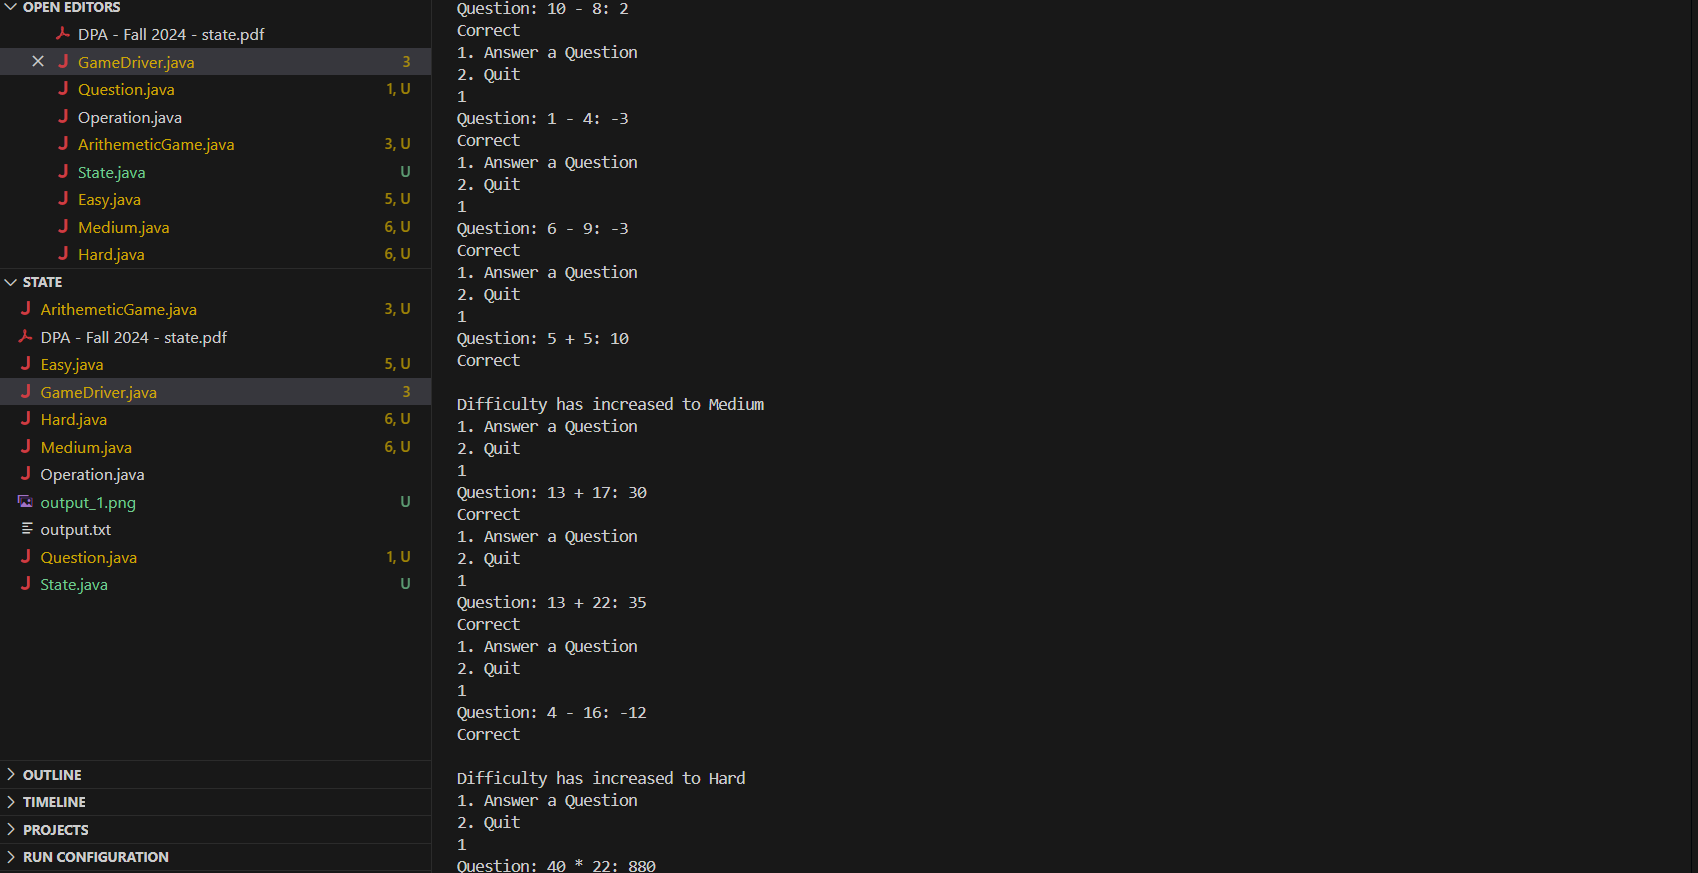 OPEN EDITORS
DPA - Fall 2024 - state.pdf
GameDriver.java 3
Question.java 1, U
Operation.java
ArithemeticGame.java 3, U
State.java U
Easy.java 5, U
Medium.java 6, U
Hard.java 6, U
STATE
ArithemeticGame.java 3, U
DPA - Fall 2024 - state.pdf
Easy.java 5, U
GameDriver.java 3
Hard.java 6, U
Medium.java 6, U
Operation.java
output_1.png U
output.txt
Question.java 1, U
State.java U
OUTLINE
TIMELINE
PROJECTS
RUN CONFIGURATION
Question: 10 - 8: 2
Correct
1. Answer a Question
2. Quit
1
Question: 1 - 4: -3
Correct
1. Answer a Question
2. Quit
1
Question: 6 - 9: -3
Correct
1. Answer a Question
2. Quit
1
Question: 5 + 5: 10
Correct
Difficulty has increased to Medium
1. Answer a Question
2. Quit
1
Question: 13 + 17: 30
Correct
1. Answer a Question
2. Quit
1
Question: 13 + 22: 35
Correct
1. Answer a Question
2. Quit
1
Question: 4 - 16: -12
Correct
Difficulty has increased to Hard
1. Answer a Question
2. Quit
1
Question: 40 * 22: 880